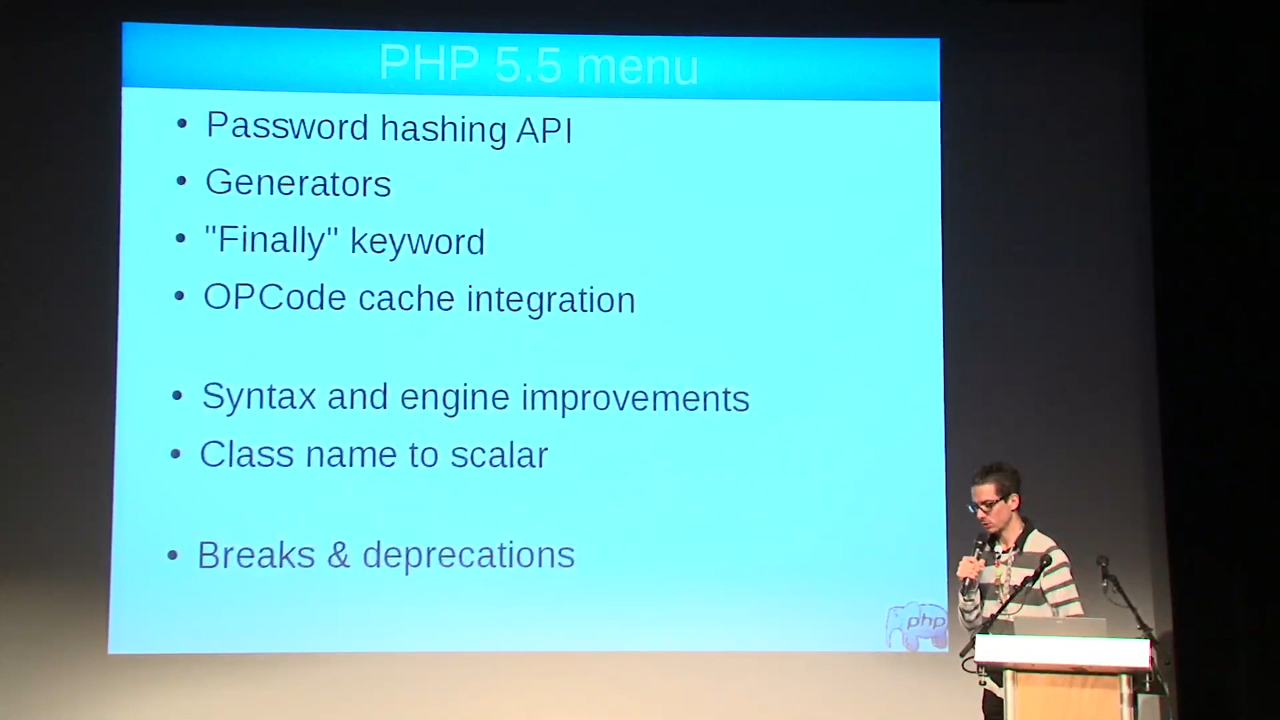 PHP 5.5 menu
• Password hashing API
• Generators
• "Finally" keyword
• OPCode cache integration
• Syntax and engine improvements
• Class name to scalar
• Breaks & deprecations
php